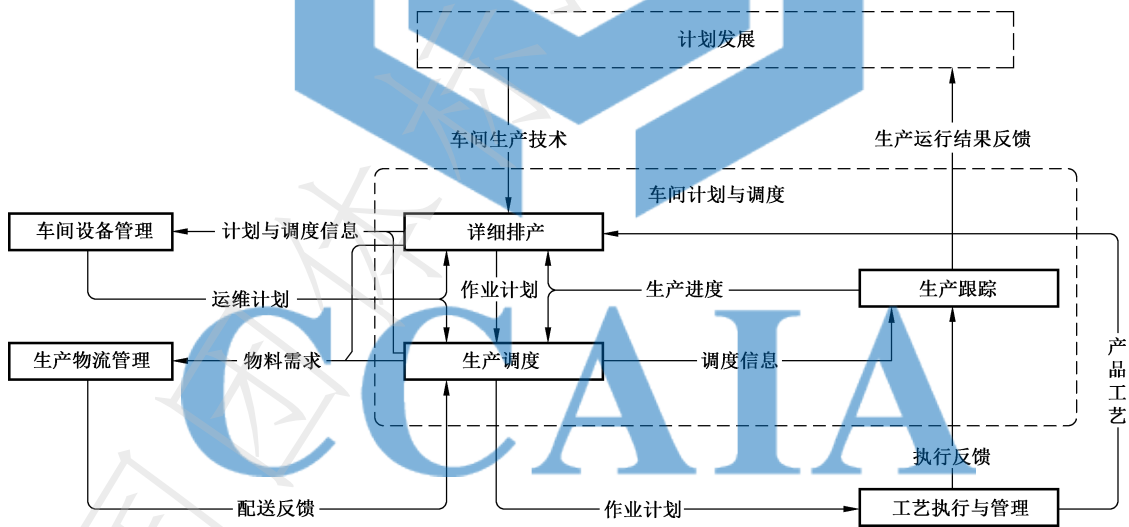 计划发展
车间生产技术
生产运行结果反馈
车间计划与调度
车间设备管理
计划与调度信息
详细排产
运维计划
作业计划
生产进度
生产跟踪
生产物流管理
物料需求
生产调度
调度信息
产品工艺
执行反馈
配送反馈
作业计划
工艺执行与管理
CCAIA